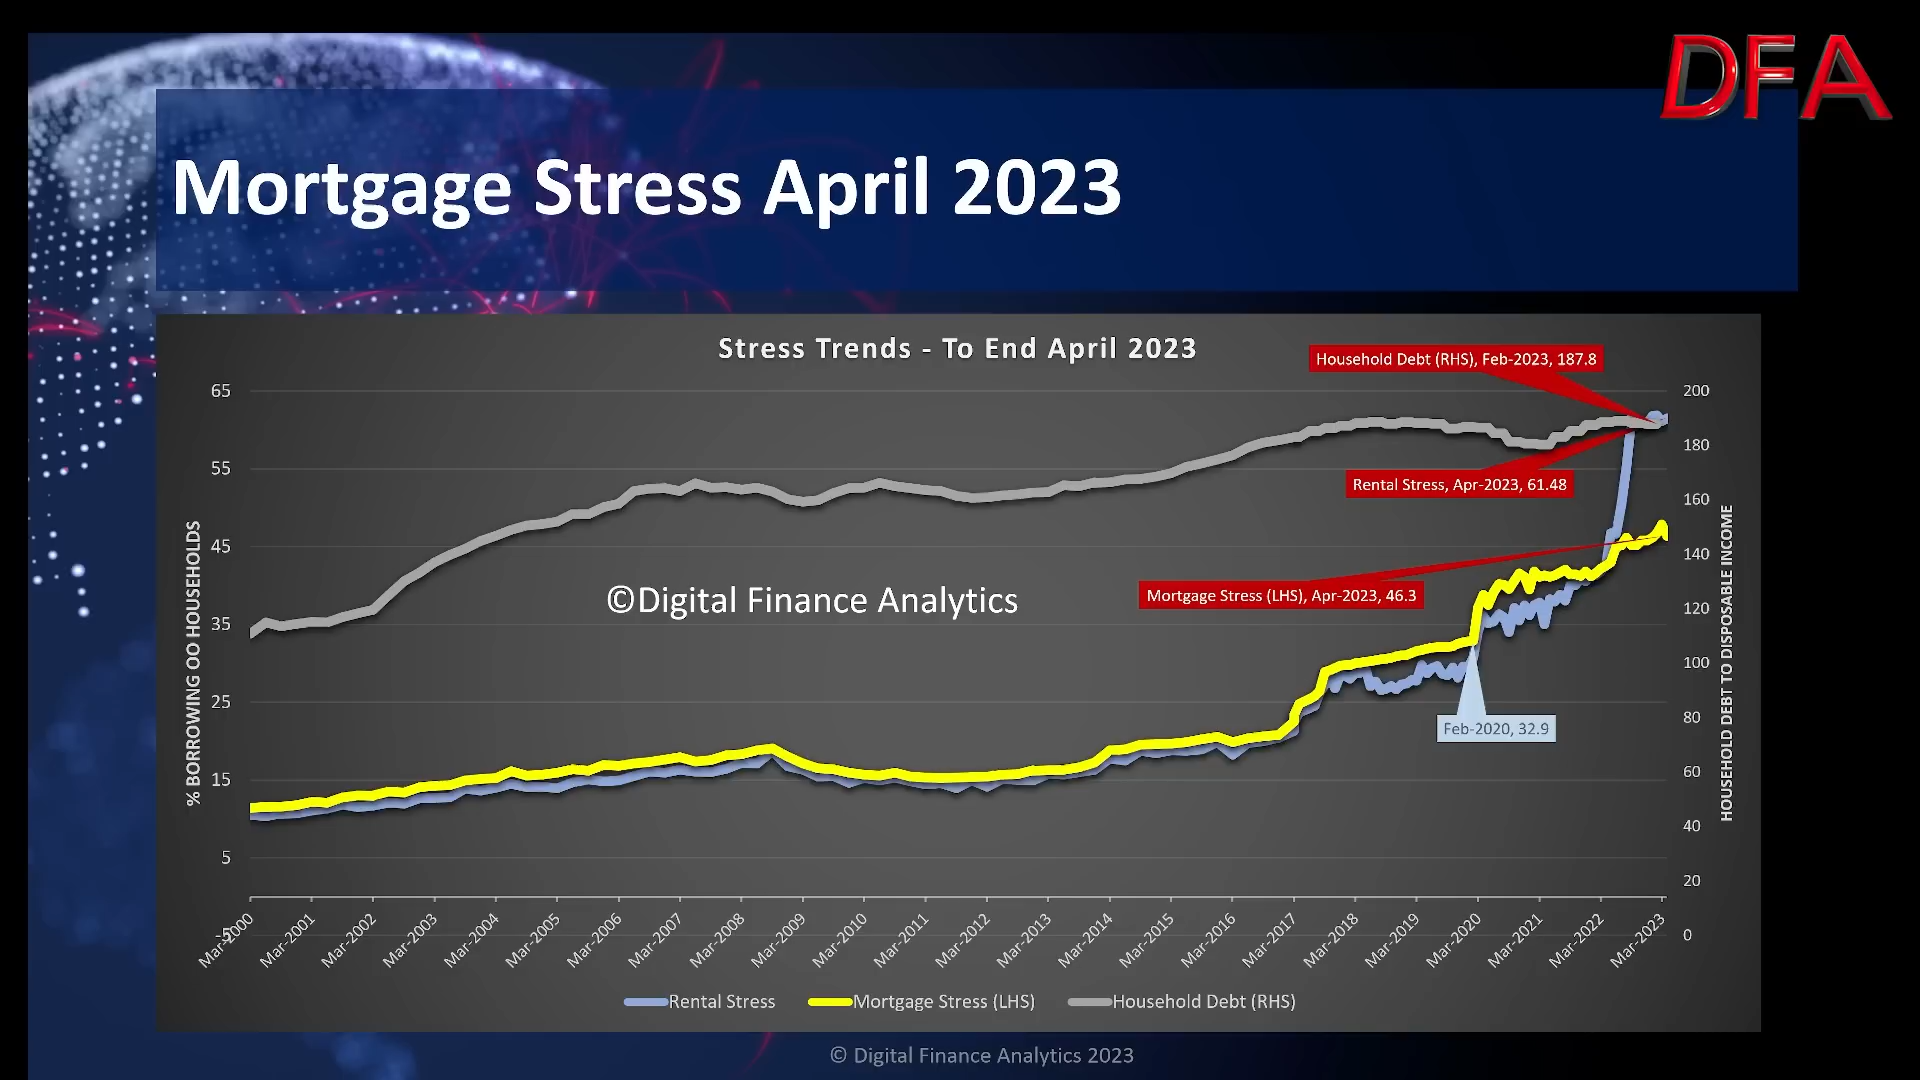 DFA
Mortgage Stress April 2023
Stress Trends - To End April 2023
Household Debt (RHS), Feb-2023, 187.8
Rental Stress, Apr-2023, 61.48
Mortgage Stress (LHS), Apr-2023, 46.3
Feb-2020, 32.9
©Digital Finance Analytics
% BORROWING OO HOUSEHOLDS
65
55
45
35
25
15
5
-5
HOUSEHOLD DEBT TO DISPOSABLE INCOME
200
180
160
140
120
100
80
60
40
20
0
Mar-2000
Mar-2001
Mar-2002
Mar-2003
Mar-2004
Mar-2005
Mar-2006
Mar-2007
Mar-2008
Mar-2009
Mar-2010
Mar-2011
Mar-2012
Mar-2013
Mar-2014
Mar-2015
Mar-2016
Mar-2017
Mar-2018
Mar-2019
Mar-2020
Mar-2021
Mar-2022
Mar-2023
Rental Stress
Mortgage Stress (LHS)
Household Debt (RHS)
© Digital Finance Analytics 2023